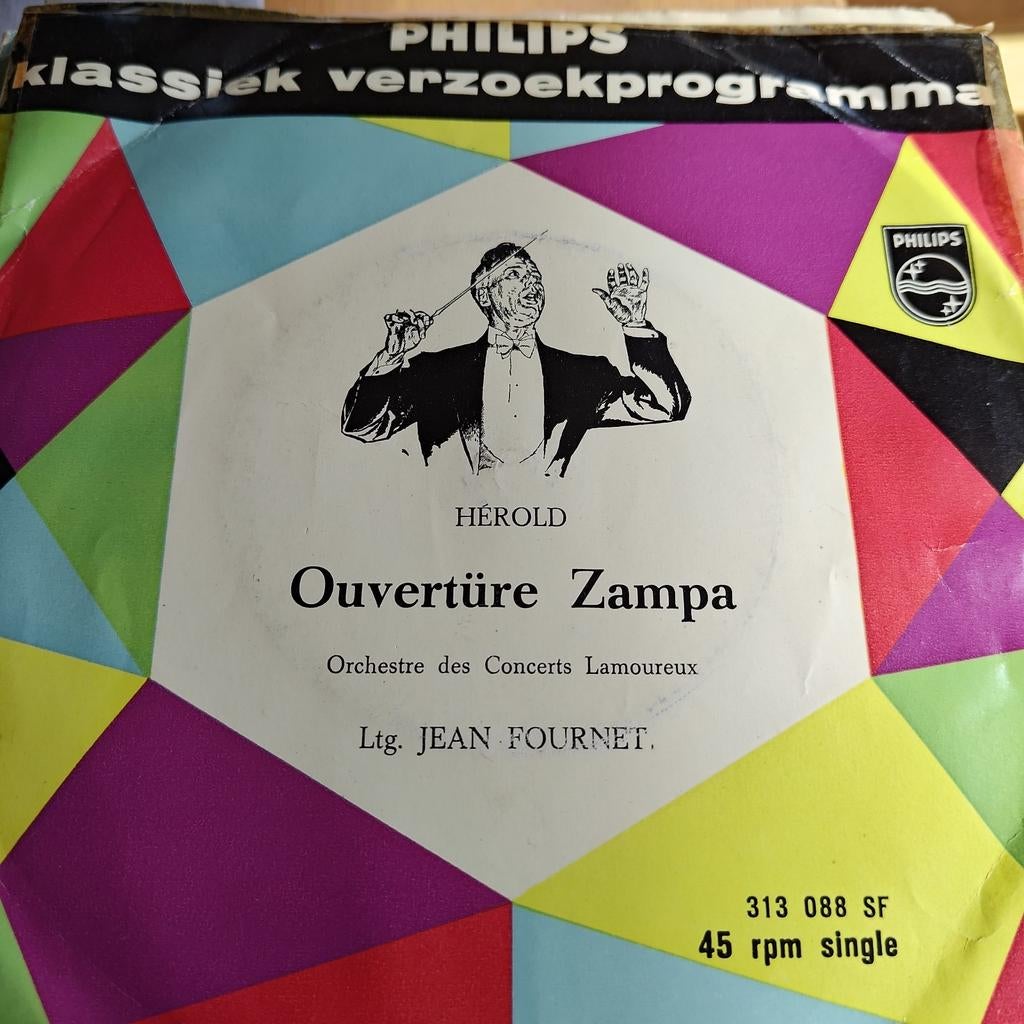 PHILIPS
klassiek verzoekprogramma
PHILIPS
HÉROLD
Ouvertüre Zampa
Orchestre des Concerts Lamoureux
Ltg. JEAN FOURNET.
313 088 SF
45 rpm single